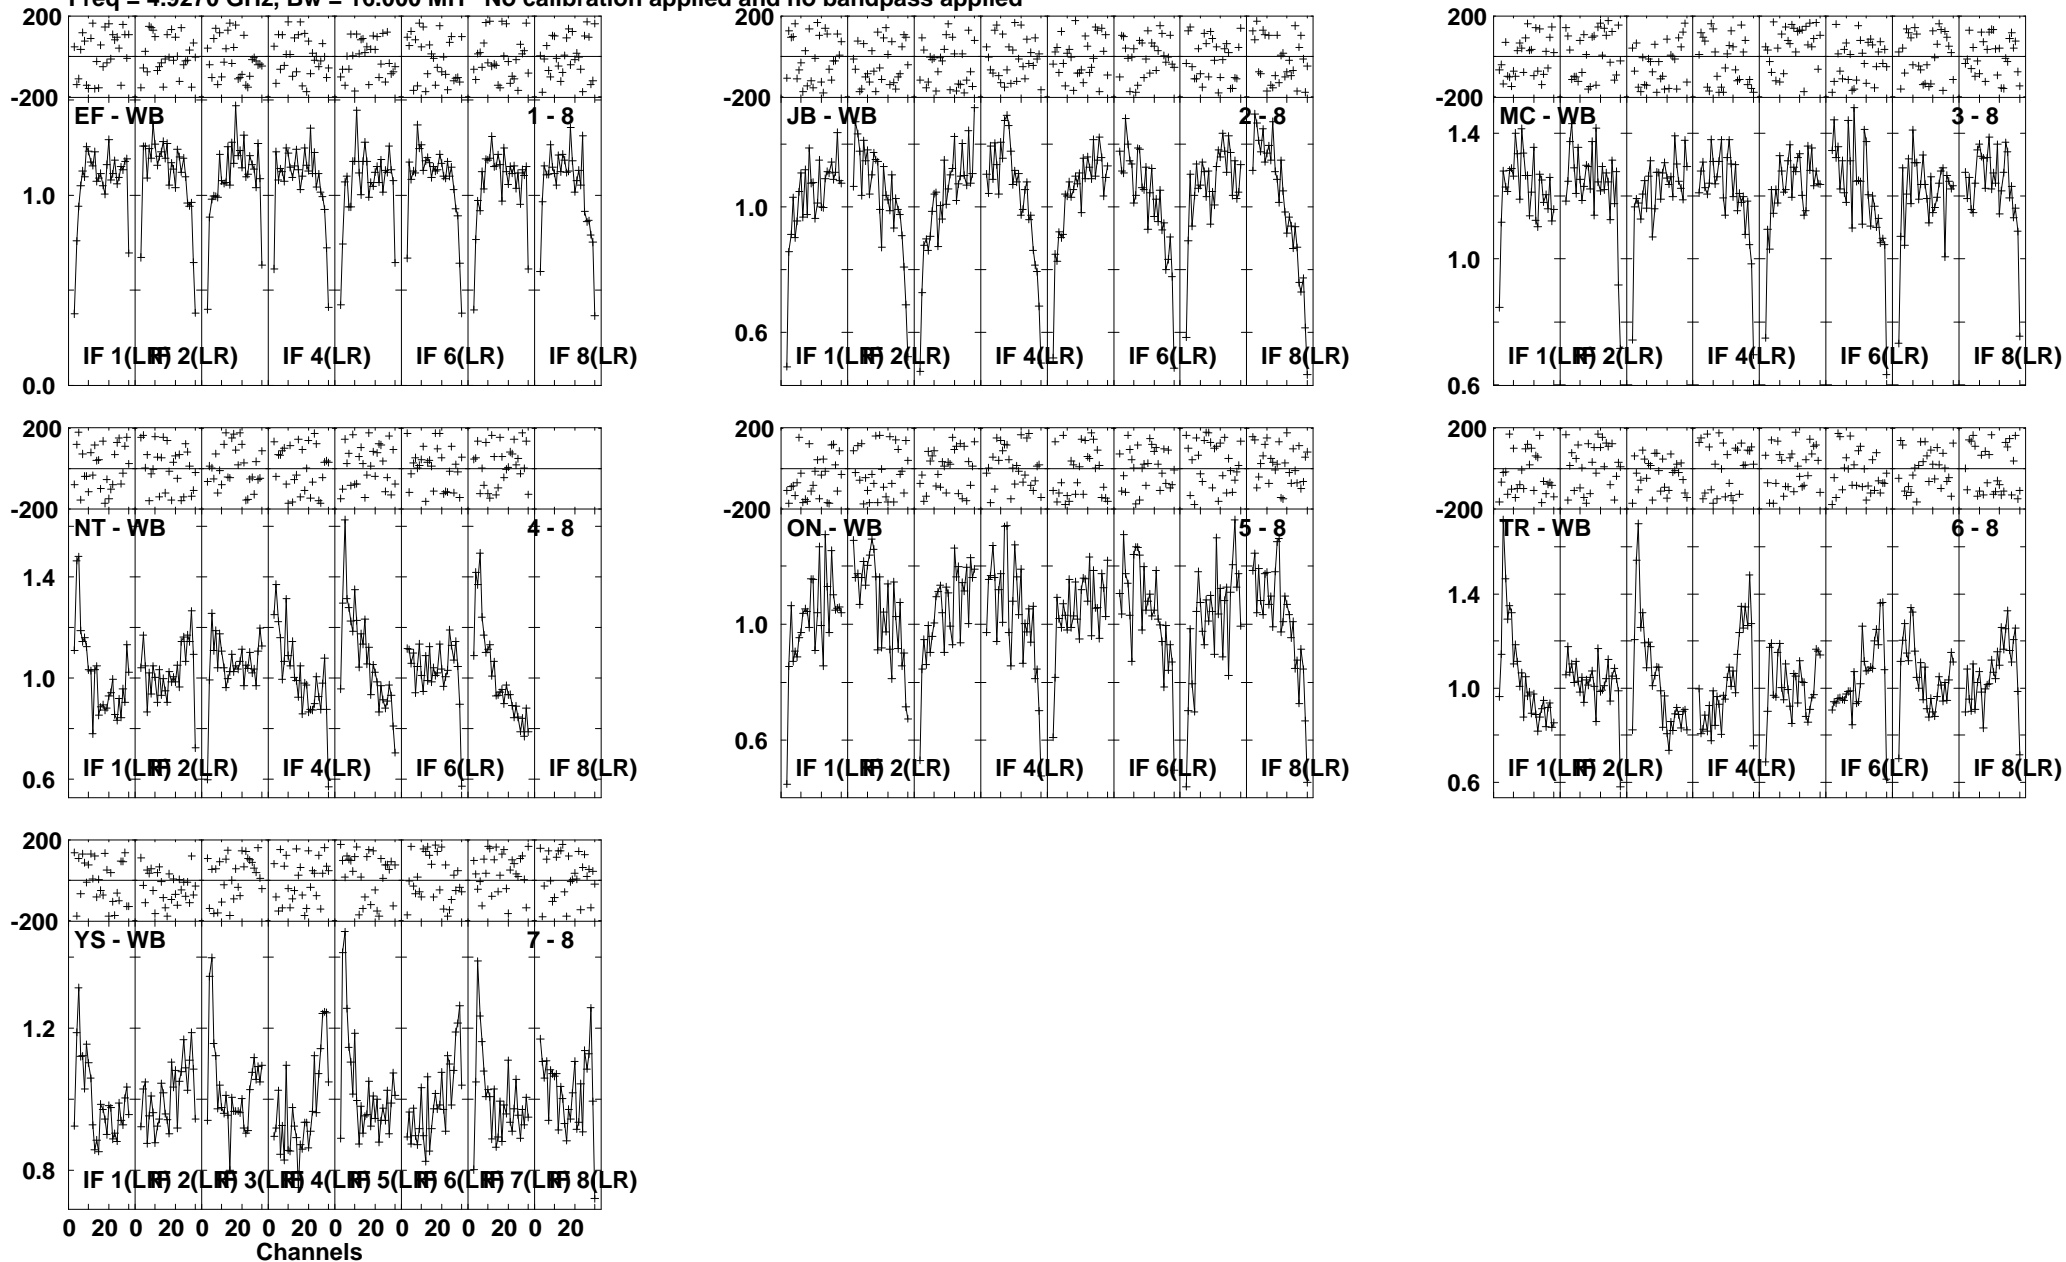 Freq = 4.9270 GHz, Bw = 16.000 MH No calibration applied and no bandpass applied
200
-200
EF - WB 1 - 8
1.0
0.0
IF 1(LR) IF 2(LR) IF 4(LR) IF 6(LR) IF 8(LR)
200
-200
JB - WB 2 - 8
1.0
0.6
IF 1(LR) IF 2(LR) IF 4(LR) IF 6(LR) IF 8(LR)
200
-200
MC - WB 3 - 8
1.4
1.0
0.6
IF 1(LR) IF 2(LR) IF 4(LR) IF 6(LR) IF 8(LR)
200
-200
NT - WB 4 - 8
1.4
1.0
0.6
IF 1(LR) IF 2(LR) IF 4(LR) IF 6(LR) IF 8(LR)
200
-200
ON - WB 5 - 8
1.0
0.6
IF 1(LR) IF 2(LR) IF 4(LR) IF 6(LR) IF 8(LR)
200
-200
TR - WB 6 - 8
1.4
1.0
0.6
IF 1(LR) IF 2(LR) IF 4(LR) IF 6(LR) IF 8(LR)
200
-200
YS - WB 7 - 8
1.2
0.8
IF 1(LR) IF 2(LR) IF 3(LR) IF 4(LR) IF 5(LR) IF 6(LR) IF 7(LR) IF 8(LR)
0 20 0 20 0 20 0 20 0 20 0 20 0 20 0 20
Channels